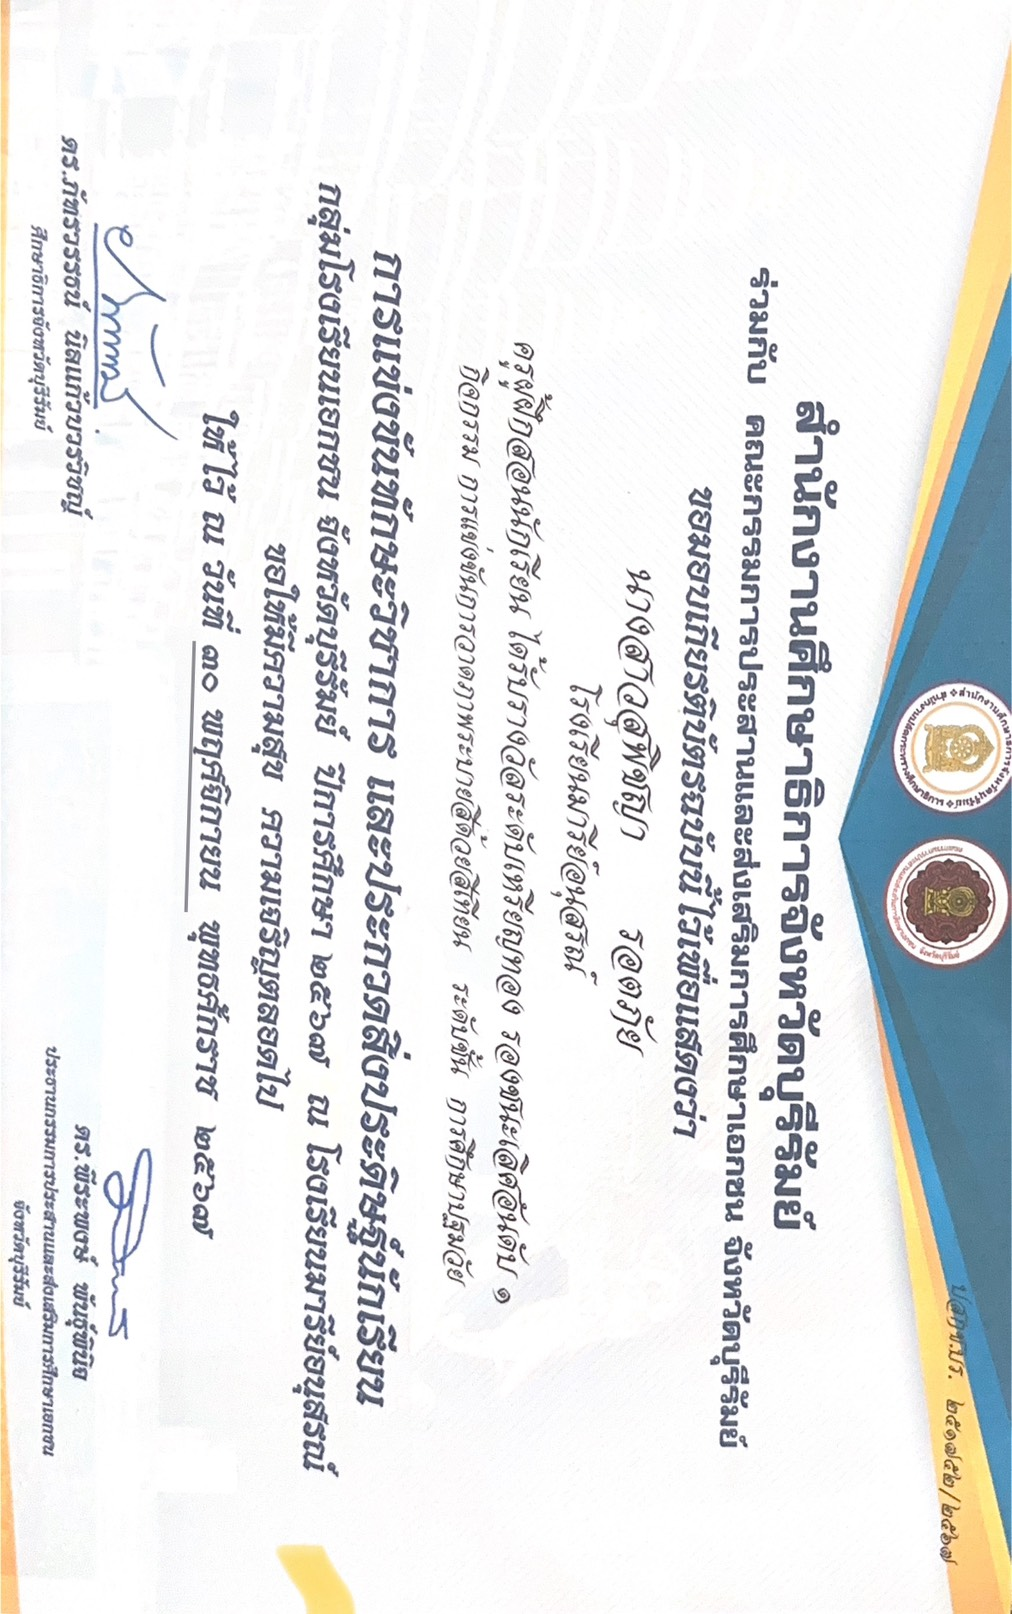 ปสกช.บร. ๒๕๑๗๕๒/๒๕๖๗
สำนักงานศึกษาธิการจังหวัดบุรีรัมย์
ร่วมกับ คณะกรรมการประสานและส่งเสริมการศึกษาเอกชน จังหวัดบุรีรัมย์
ขอมอบเกียรติบัตรฉบับนี้ไว้เพื่อแสดงว่า
นางสาวสุพิชญา รอดภัย
โรงเรียนมารีย์อนุสรณ์
ครูผู้ฝึกสอนนักเรียน ได้รับรางวัลระดับเหรียญทอง รองชนะเลิศอันดับ ๑
กิจกรรม การแข่งขันการวาดภาพระบายสีด้วยสีเทียน ระดับชั้น การศึกษาปฐมวัย
การแข่งขันทักษะวิชาการ และประกวดสิ่งประดิษฐ์นักเรียน
กลุ่มโรงเรียนเอกชน จังหวัดบุรีรัมย์ ปีการศึกษา ๒๕๖๗ ณ โรงเรียนมารีย์อนุสรณ์
ขอให้มีความสุข ความเจริญตลอดไป
ให้ไว้ ณ วันที่ ๓๐ พฤศจิกายน พุทธศักราช ๒๕๖๗
ดร.ภัทรวรรธน์ นิลแก้วบวรวิชญ์
ศึกษาธิการจังหวัดบุรีรัมย์
ดร.พีระพงษ์ พันธุ์พินิจ
ประธานกรรมการประสานและส่งเสริมการศึกษาเอกชน
จังหวัดบุรีรัมย์